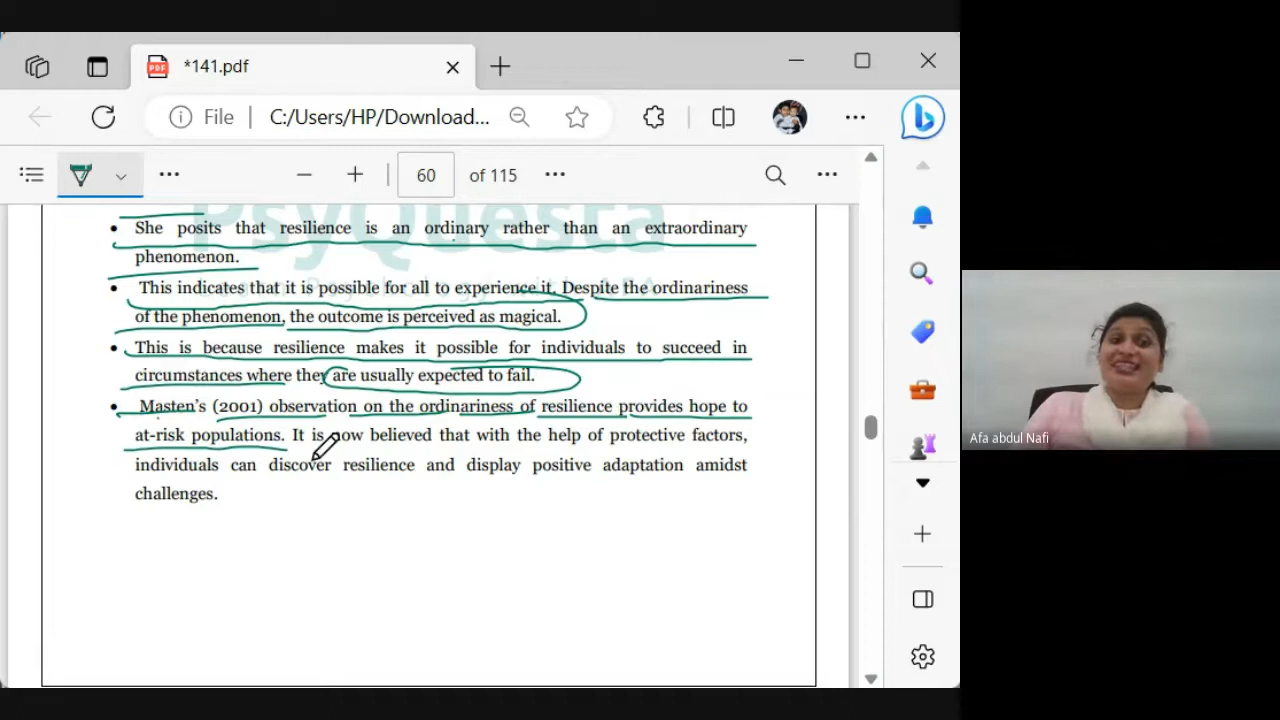 *141.pdf
File
C:/Users/HP/Download...
60 of 115
PsyQuesta
• She posits that resilience is an ordinary rather than an extraordinary
phenomenon.
• This indicates that it is possible for all to experience it. Despite the ordinariness
of the phenomenon, the outcome is perceived as magical.
• This is because resilience makes it possible for individuals to succeed in
circumstances where they are usually expected to fail.
• Masten's (2001) observation on the ordinariness of resilience provides hope to
at-risk populations. It is now believed that with the help of protective factors,
individuals can discover resilience and display positive adaptation amidst
challenges.
Afa abdul Nafi